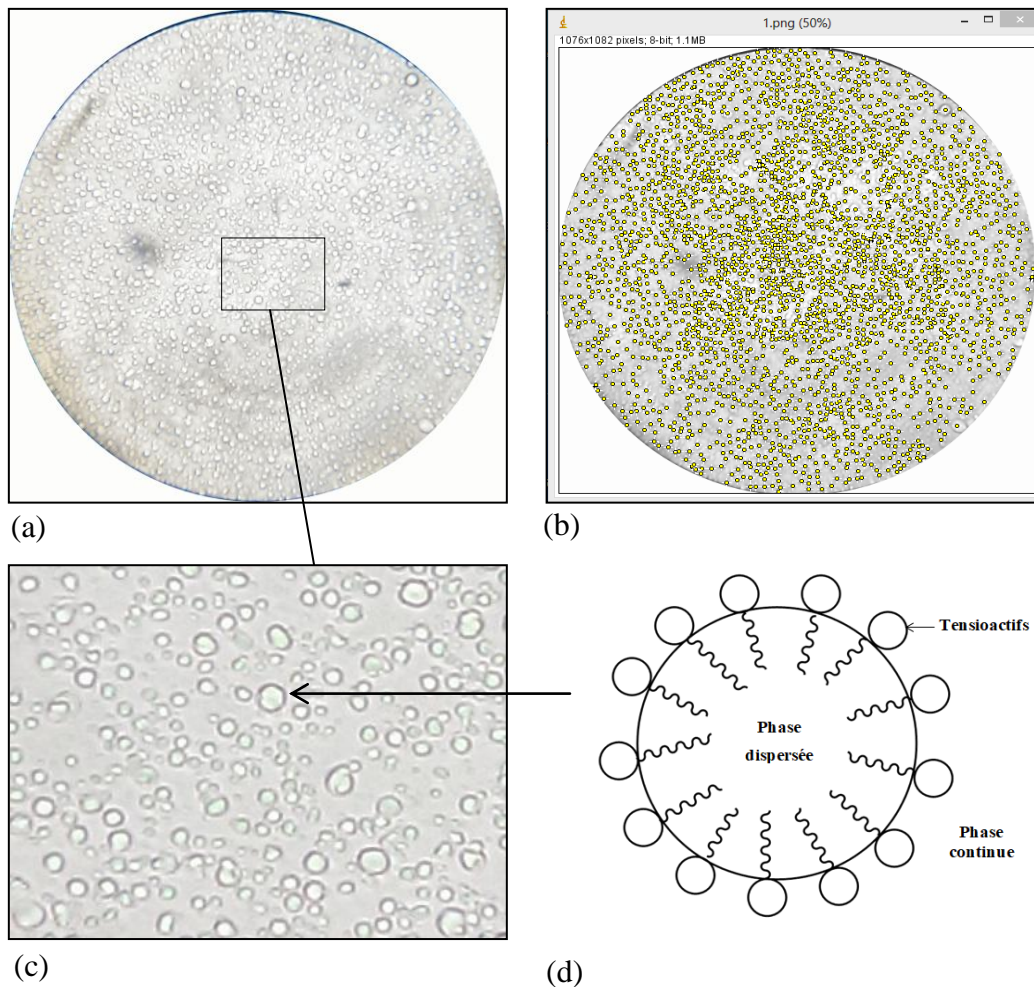 1.png (50%)
1076x1082 pixels; 8-bit; 1.1MB
(a)
(b)
Tensioactifs
Phase
dispersée
Phase
continue
(c)
(d)